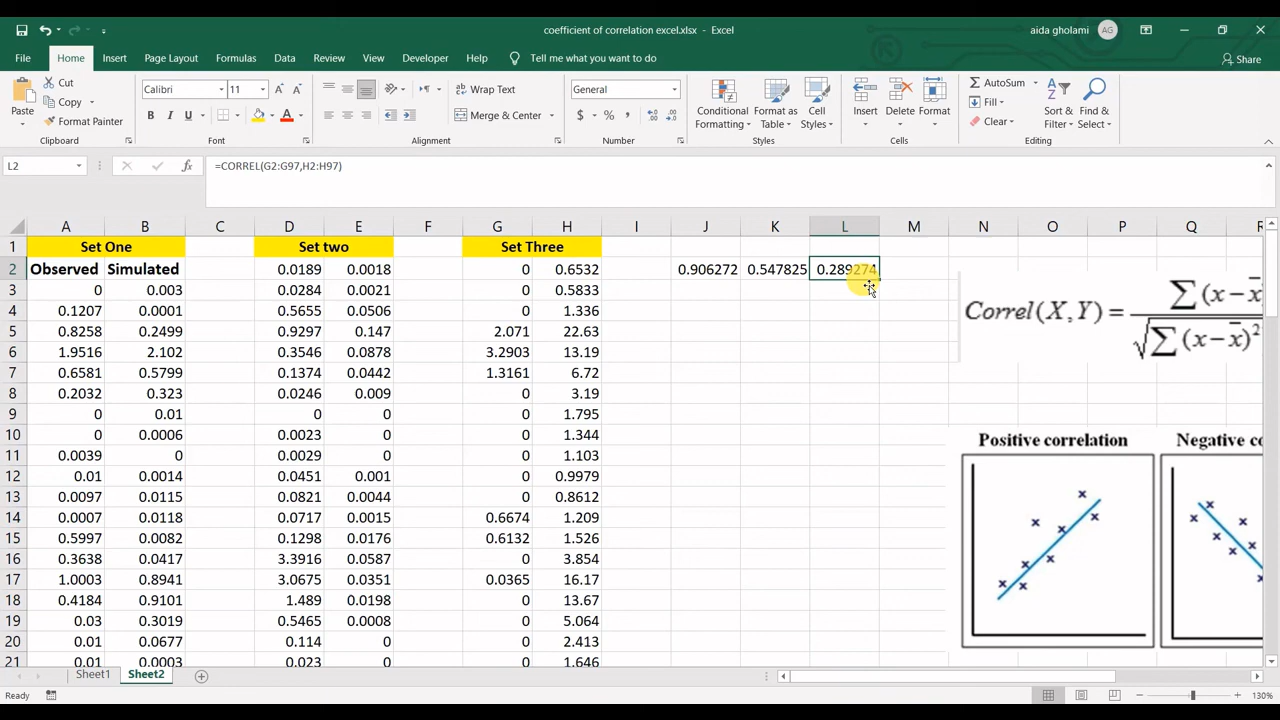 coefficient of correlation excel.xlsx - Excel
aida gholami AG
File Home Insert Page Layout Formulas Data Review View Developer Help Tell me what you want to do Share
Paste Cut Copy Format Painter Clipboard
Calibri 11 A A B I U A Font
ab Wrap Text Merge & Center Alignment
General $ % , Number
Conditional Formatting Format as Table Cell Styles Styles
Insert Delete Format Cells
AutoSum Fill Clear Sort & Filter Find & Select Editing
L2 fx =CORREL(G2:G97,H2:H97)
A B C D E F G H I J K L M N O P Q R
1 Set One Set two Set Three
2 Observed Simulated 0.0189 0.0018 0 0.6532 0.906272 0.547825 0.289274
3 0 0.003 0.0284 0.0021 0 0.5833
4 0.1207 0.0001 0.5655 0.0506 0 1.336
5 0.8258 0.2499 0.9297 0.147 2.071 22.63
6 1.9516 2.102 0.3546 0.0878 3.2903 13.19
7 0.6581 0.5799 0.1374 0.0442 1.3161 6.72
8 0.2032 0.323 0.0246 0.009 0 3.19
9 0 0.01 0 0 0 1.795
10 0 0.0006 0.0023 0 0 1.344
11 0.0039 0 0.0029 0 0 1.103
12 0.01 0.0014 0.0451 0.001 0 0.9979
13 0.0097 0.0115 0.0821 0.0044 0 0.8612
14 0.0007 0.0118 0.0717 0.0015 0.6674 1.209
15 0.5997 0.0082 0.1298 0.0176 0.6132 1.526
16 0.3638 0.0417 3.3916 0.0587 0 3.854
17 1.0003 0.8941 3.0675 0.0351 0.0365 16.17
18 0.4184 0.9101 1.489 0.0198 0 13.67
19 0.03 0.3019 0.5465 0.0008 0 5.064
20 0.01 0.0677 0.114 0 0 2.413
21 0.01 0.0003 0.023 0 0 1.646
Correl(X,Y) = ∑(x−x̄ √∑(x−x̄)²
Positive correlation
Negative co
Sheet1 Sheet2
Ready 130%